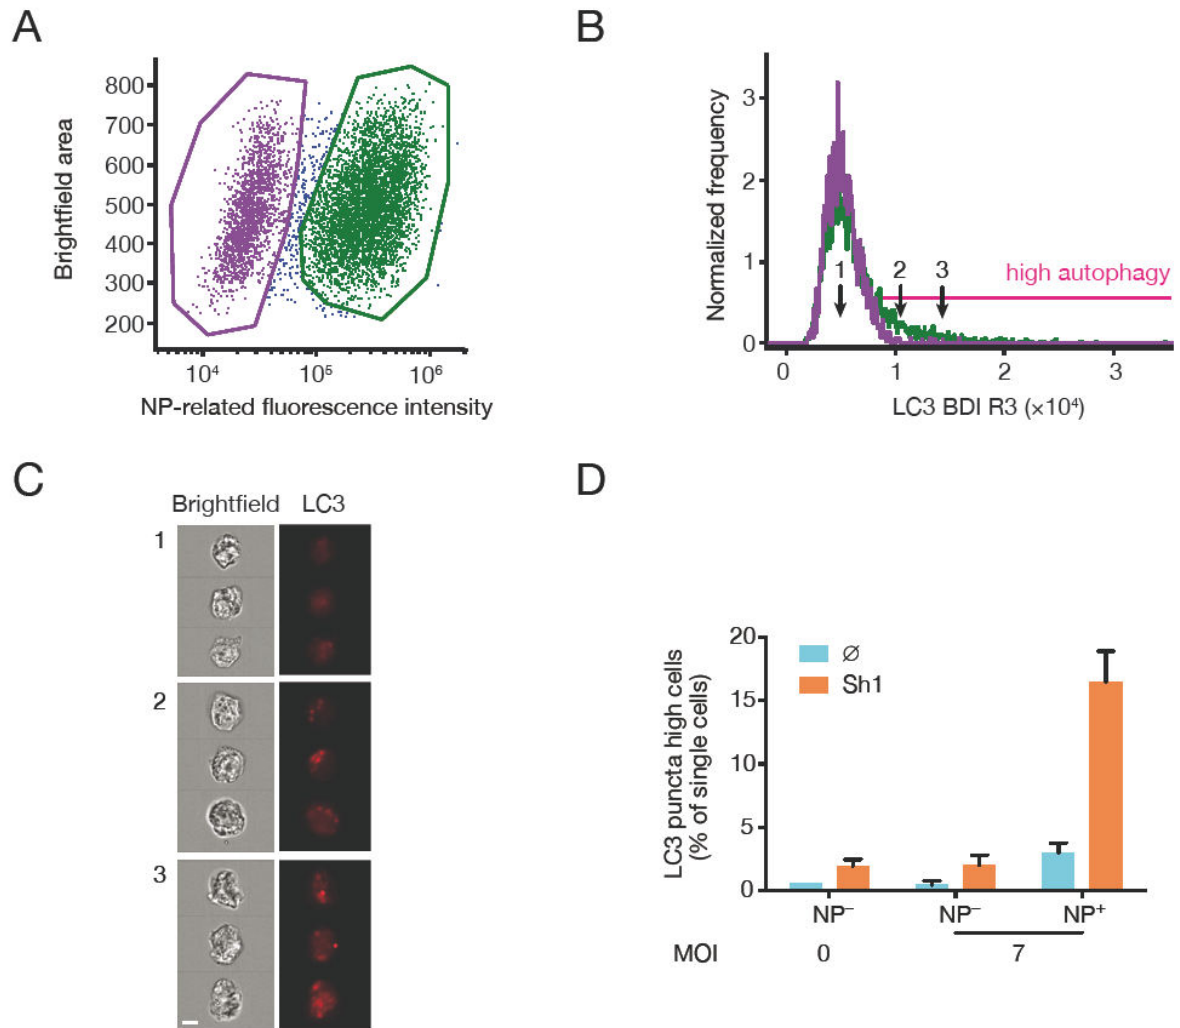 A
Brightfield area
800
700
600
500
400
300
200
10⁴
10⁵
10⁶
NP-related fluorescence intensity
B
Normalized frequency
3
2
1
0
1
2
3
high autophagy
0
1
2
3
LC3 BDI R3 (×10⁴)
C
Brightfield
LC3
1
2
3
D
LC3 puncta high cells
(% of single cells)
20
15
10
5
0
Ø
Sh1
NP⁻
NP⁻
NP⁺
MOI
0
7